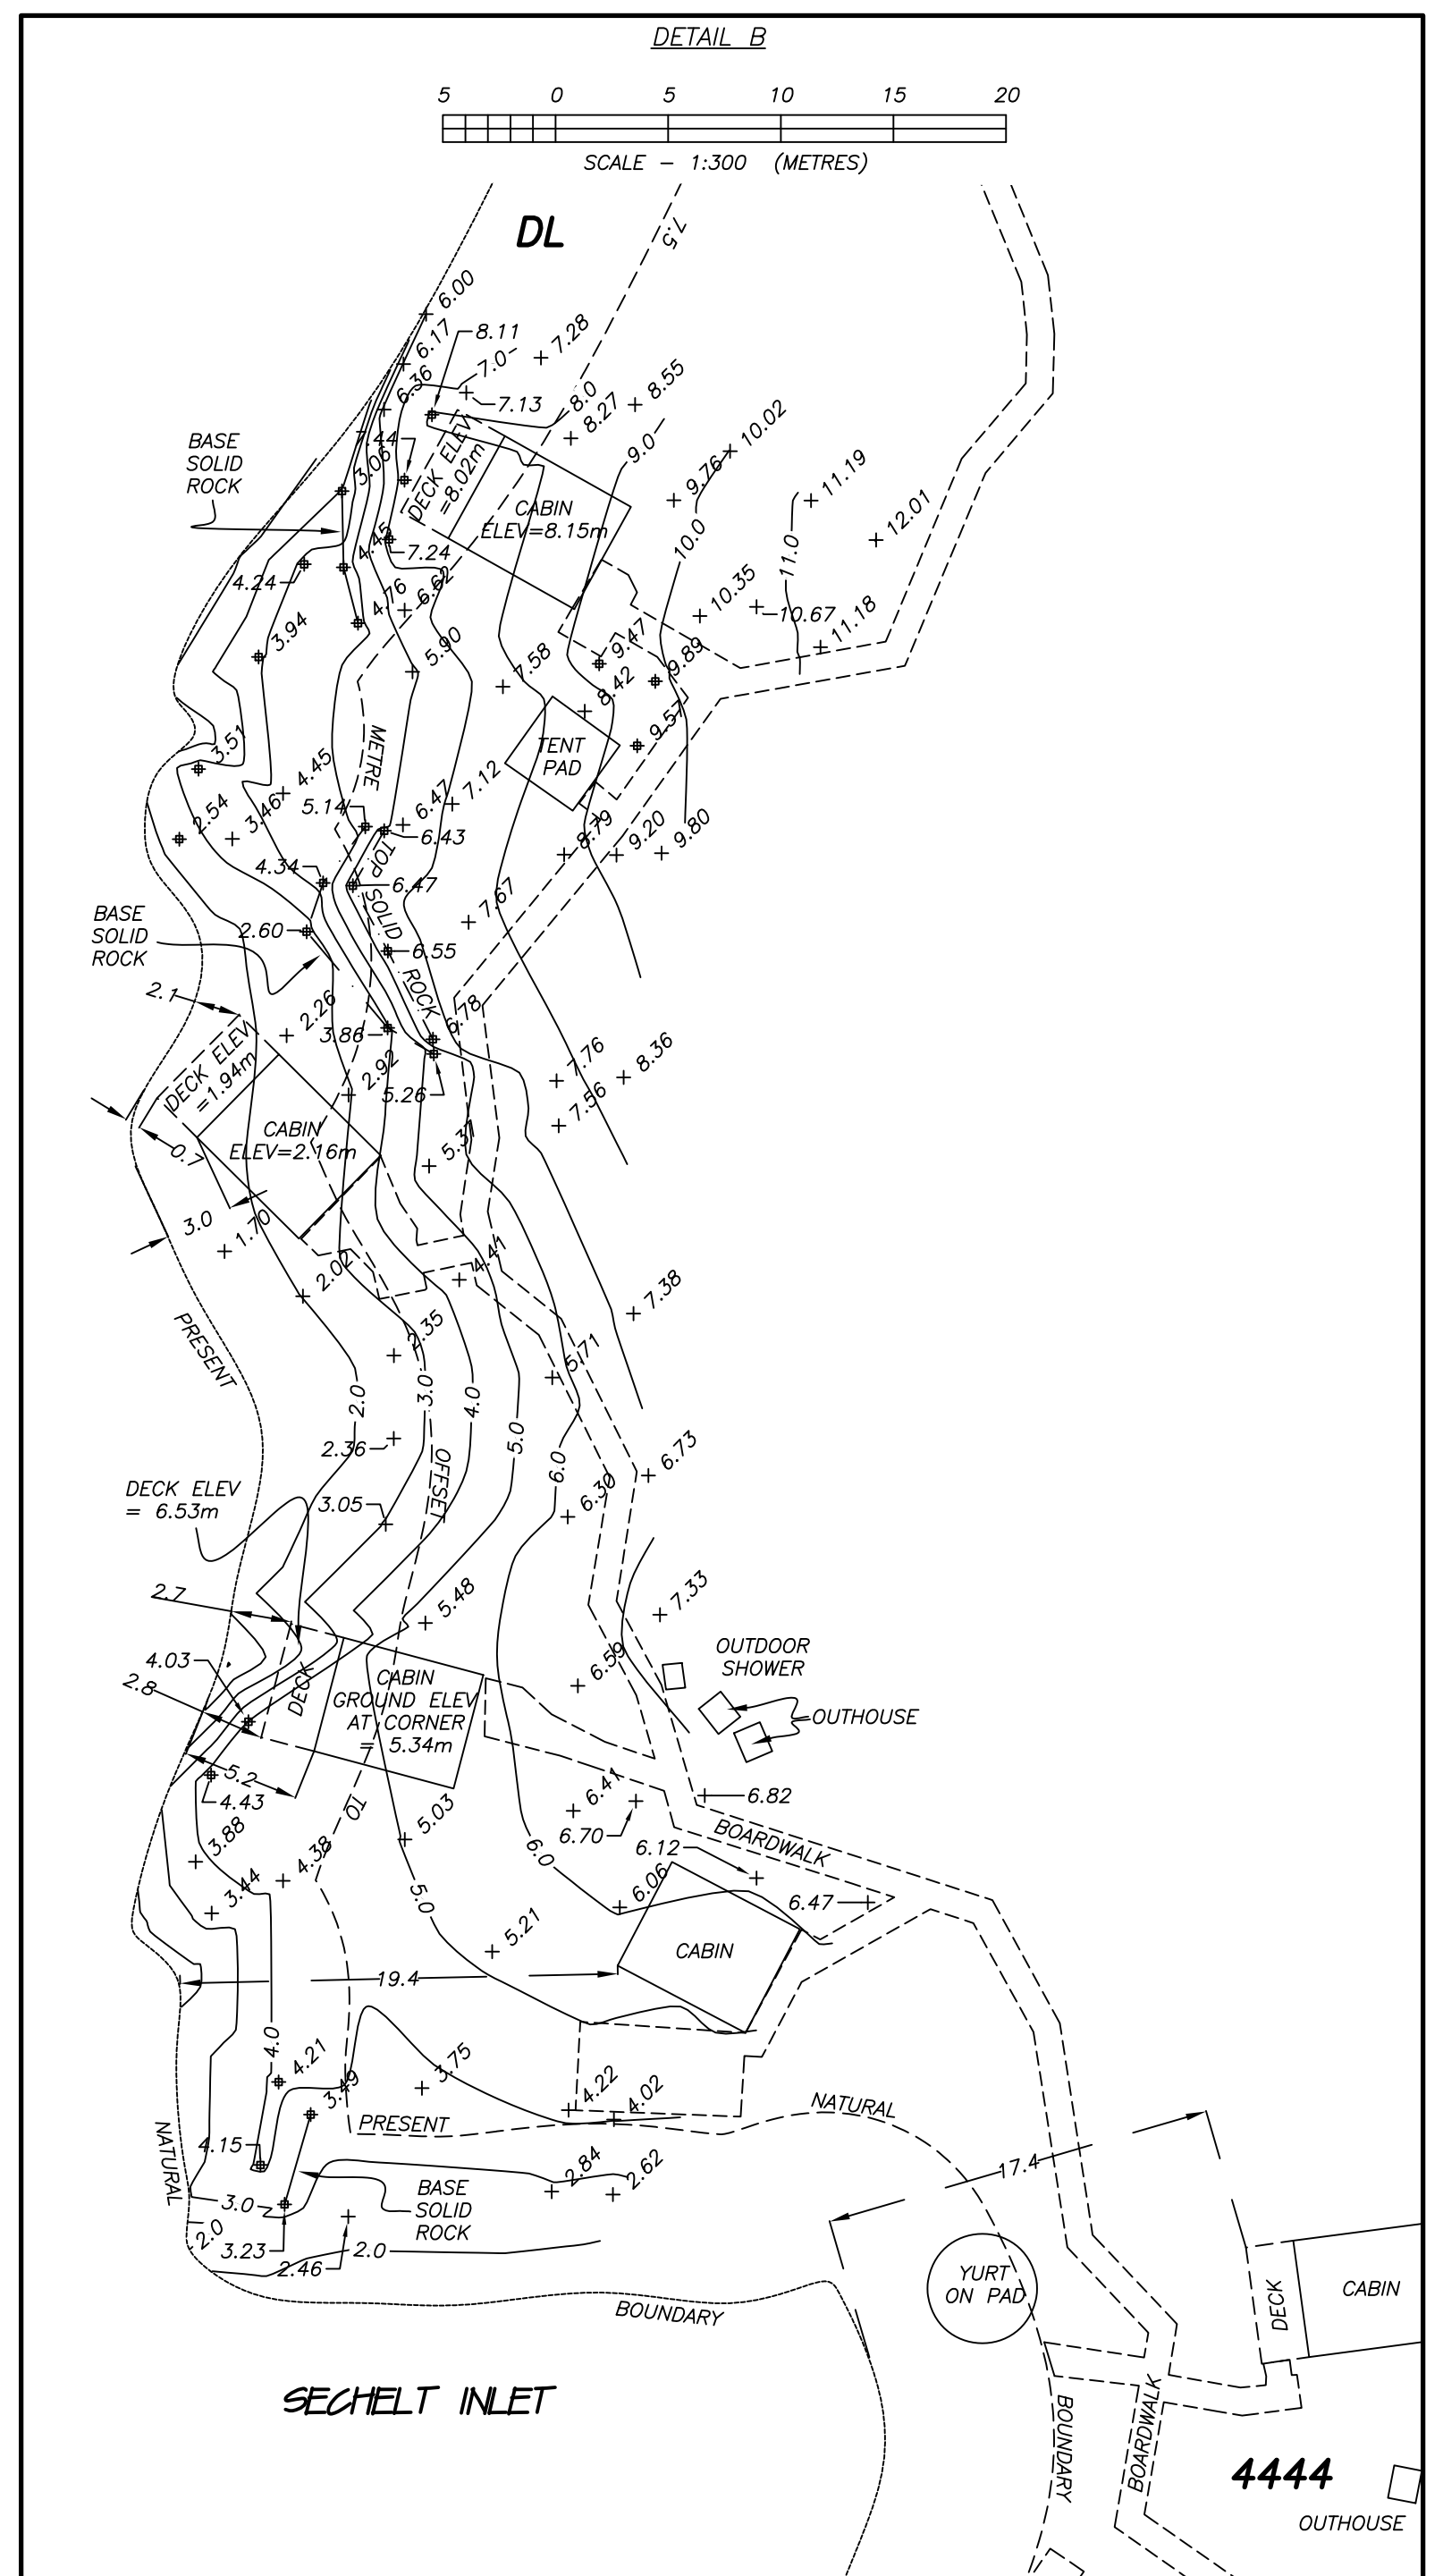 DETAIL B
5 0 5 10 15 20
SCALE - 1:300 (METRES)
DL
7.5
6.00
6.17
8.11
7.28
7.0
6.36
7.13
8.0
8.55
8.27
7.44
DECK ELEV
=8.02m
9.0
10.02
9.76
BASE
SOLID
ROCK
3.06
11.19
12.01
CABIN
ELEV=8.15m
10.0
11.0
4.45
7.24
4.24
4.76
6.62
10.35
10.67
11.18
3.94
5.90
9.47
9.89
7.58
8.42
9.57
METRE
TENT
PAD
3.51
4.45
3.46
2.54
5.14
6.47
7.12
6.43
TOP SOLID ROCK
8.79
9.20
9.80
4.34
6.47
7.67
BASE
SOLID
ROCK
2.60
6.55
2.1
2.26
3.86
6.78
DECK ELEV
=1.94m
2.92
5.26
7.76
8.36
7.56
CABIN
ELEV=2.16m
0.7
5.37
3.0
1.70
2.02
4.41
7.38
PRESENT
2.35
5.71
2.0
3.0
4.0
5.0
6.0
2.36
OFFSET
6.73
DECK ELEV
= 6.53m
3.05
6.30
2.7
5.48
7.33
4.03
DECK
CABIN
GROUND ELEV
AT CORNER
= 5.34m
6.59
OUTDOOR
SHOWER
2.8
OUTHOUSE
5.2
4.43
TO
5.03
6.41
6.70
6.82
BOARDWALK
3.88
4.38
6.0
6.12
3.44
5.0
6.06
6.47
5.21
CABIN
19.4
4.0
4.21
3.49
3.75
4.22
4.02
PRESENT
NATURAL
NATURAL
4.15
2.84
2.62
17.4
3.0
BASE
SOLID
ROCK
2.0
3.23
2.46
2.0
YURT
ON PAD
DECK
CABIN
BOUNDARY
SECHELT INLET
BOUNDARY
BOARDWALK
4444
OUTHOUSE